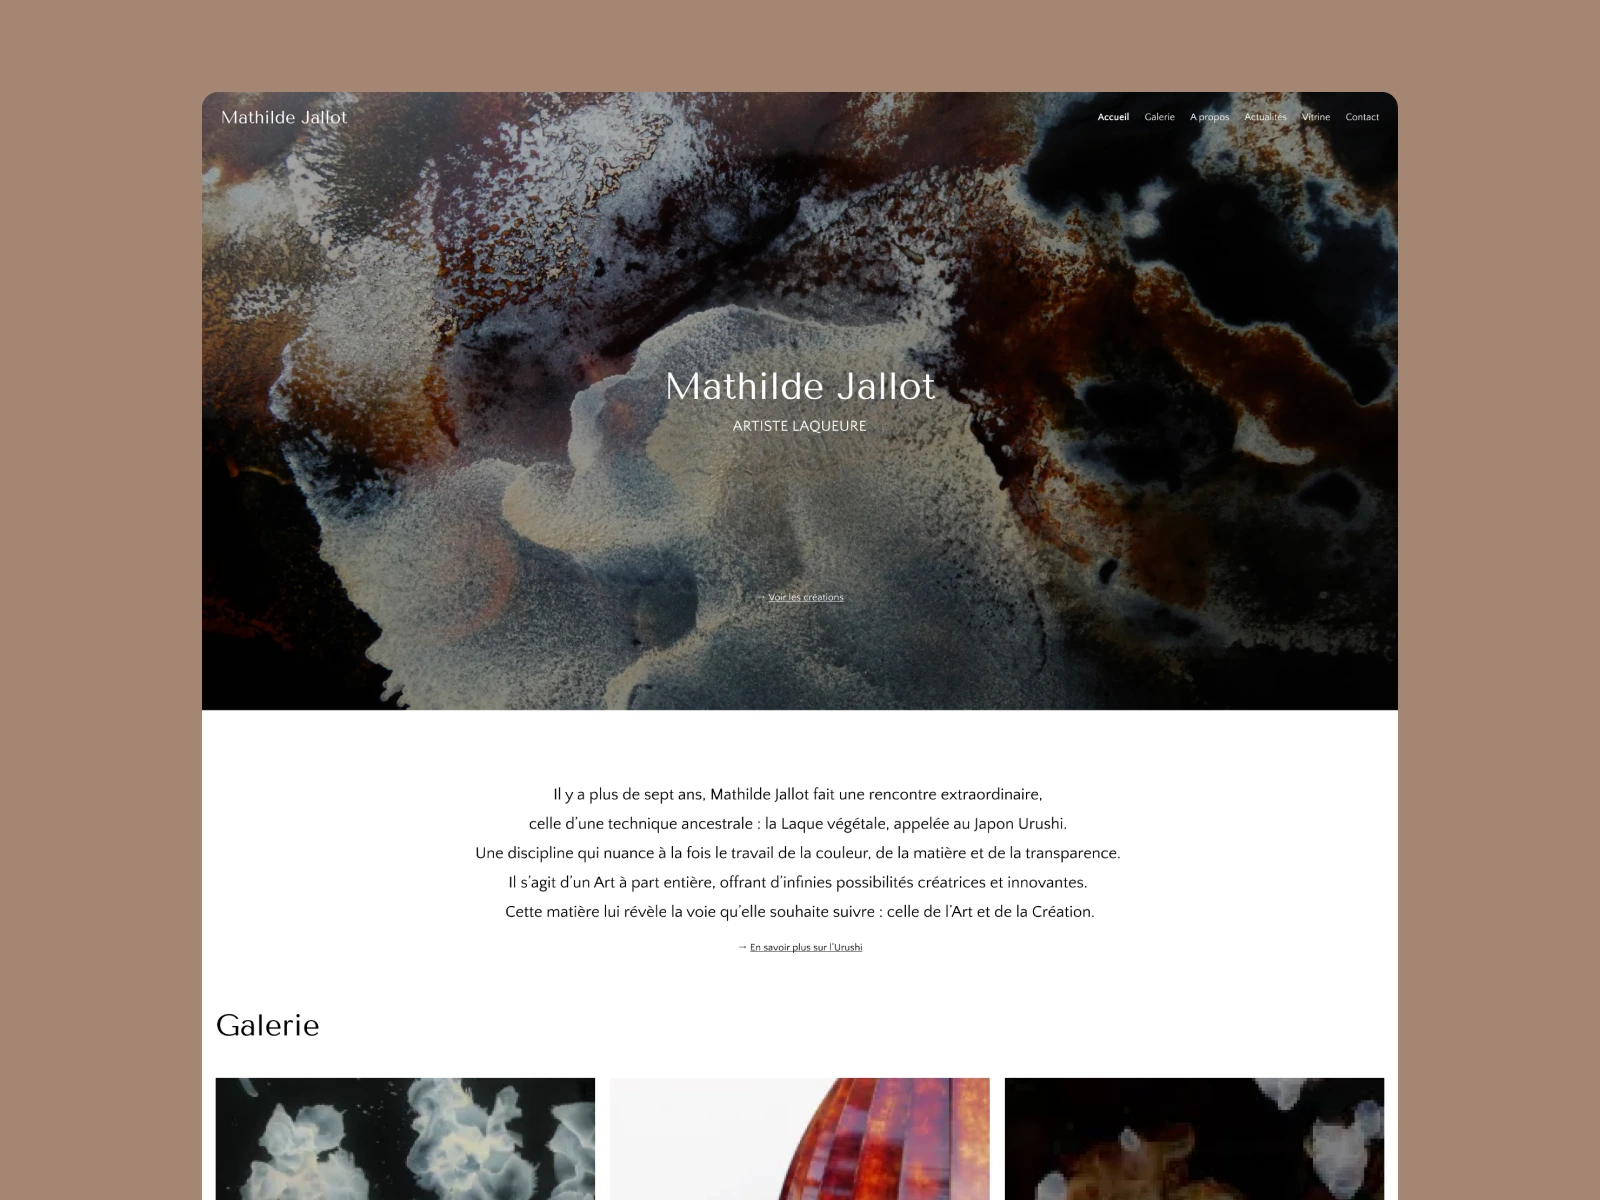 Mathilde Jallot
Accueil Galerie A propos Actualités Vitrine Contact
Mathilde Jallot
ARTISTE LAQUEURE
→ Voir les créations
Il y a plus de sept ans, Mathilde Jallot fait une rencontre extraordinaire,
celle d’une technique ancestrale : la Laque végétale, appelée au Japon Urushi.
Une discipline qui nuance à la fois le travail de la couleur, de la matière et de la transparence.
Il s’agit d’un Art à part entière, offrant d’infinies possibilités créatrices et innovantes.
Cette matière lui révèle la voie qu’elle souhaite suivre : celle de l’Art et de la Création.
→ En savoir plus sur l’Urushi
Galerie